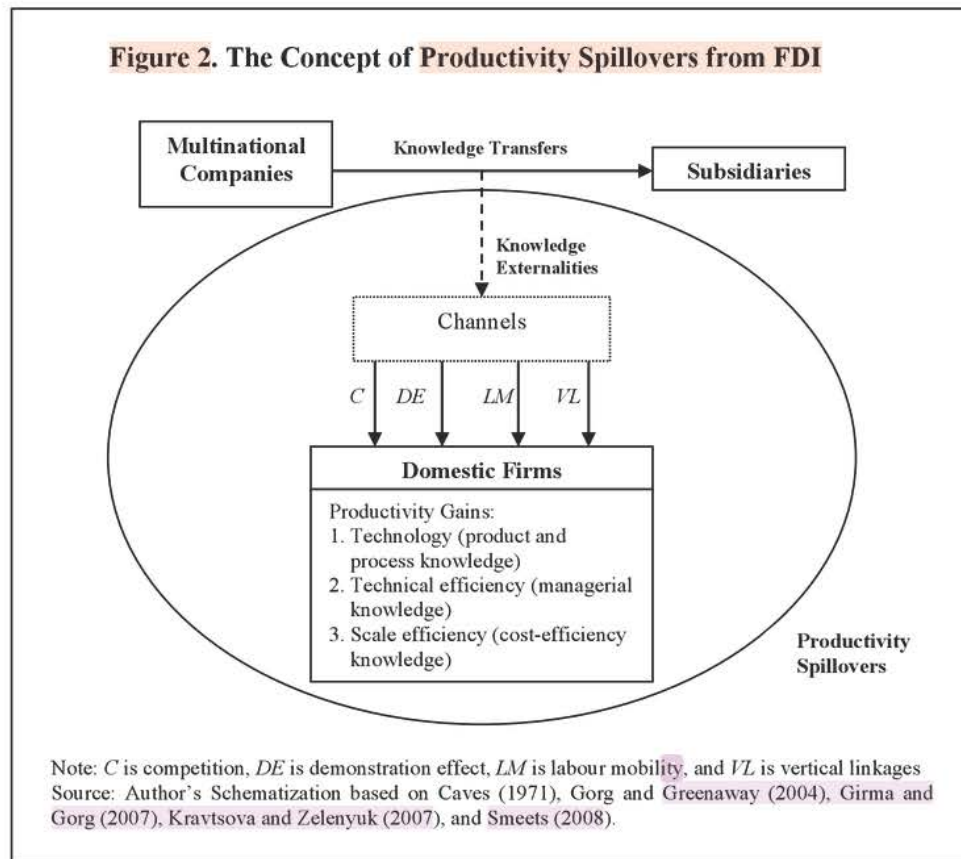 Figure 2. The Concept of Productivity Spillovers from FDI
Multinational
Companies
Knowledge Transfers
Subsidiaries
Knowledge
Externalities
Channels
C DE LM VL
Domestic Firms
Productivity Gains:
1. Technology (product and
process knowledge)
2. Technical efficiency (managerial
knowledge)
3. Scale efficiency (cost-efficiency
knowledge)
Productivity
Spillovers
Note: C is competition, DE is demonstration effect, LM is labour mobility, and VL is vertical linkages
Source: Author's Schematization based on Caves (1971), Gorg and Greenaway (2004), Girma and
Gorg (2007), Kravtsova and Zelenyuk (2007), and Smeets (2008).